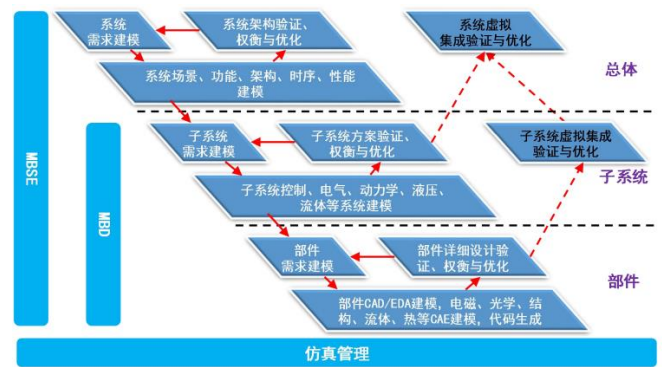 系统
需求建模
系统架构验证、
权衡与优化
系统虚拟
集成验证与优化
总体
系统场景、功能、架构、时序、性能
建模
MBSE
MBD
子系统
需求建模
子系统方案验证、
权衡与优化
子系统虚拟集成
验证与优化
子系统
子系统控制、电气、动力学、液压、
流体等系统建模
部件
需求建模
部件详细设计验
证、权衡与优化
部件
部件CAD/EDA建模，电磁、光学、结
构、流体、热等CAE建模，代码生成
仿真管理